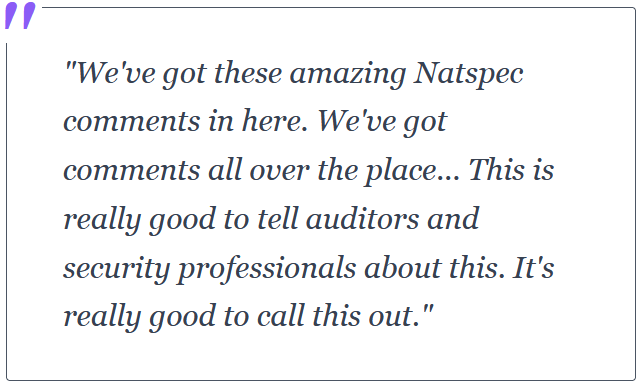 "We've got these amazing Natspec
comments in here. We've got
comments all over the place... This is
really good to tell auditors and
security professionals about this. It's
really good to call this out."